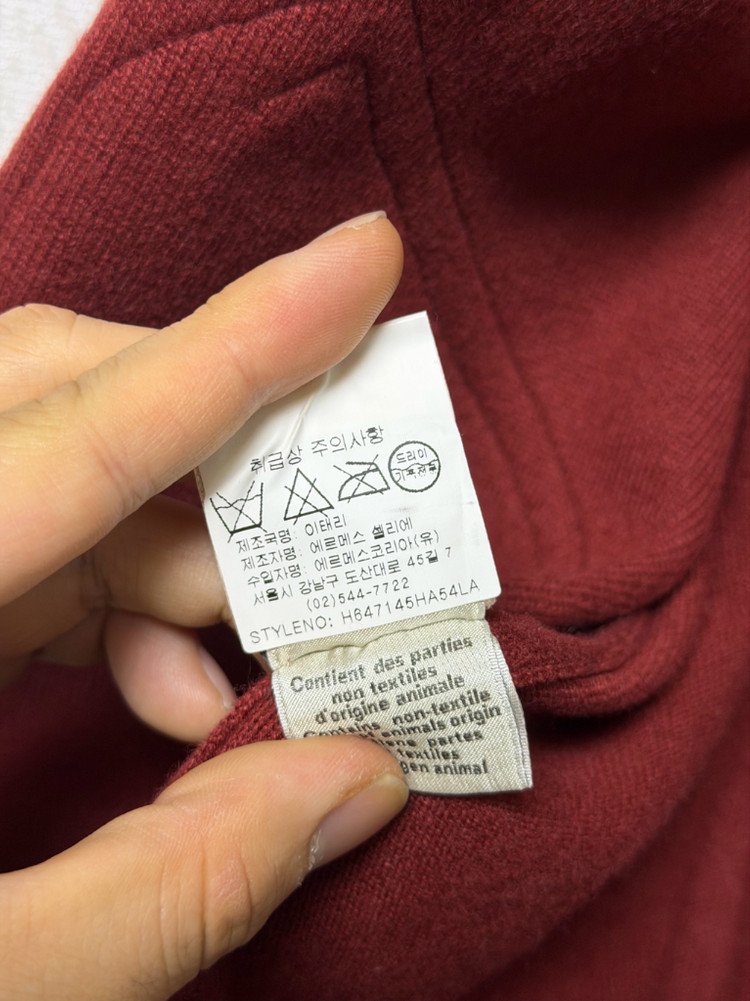 취급상 주의사항
드라이
제조국명: 이태리
제조자명: 에르메스 셀리에
수입자명: 에르메스코리아(유)
서울시 강남구 도산대로 45길 7
(02)544-7722
STYLENO: H647145HA54LA
Contient des parties
non textiles
d'origine animale
Contains non-textile
animals origin
partes
textiles
animal